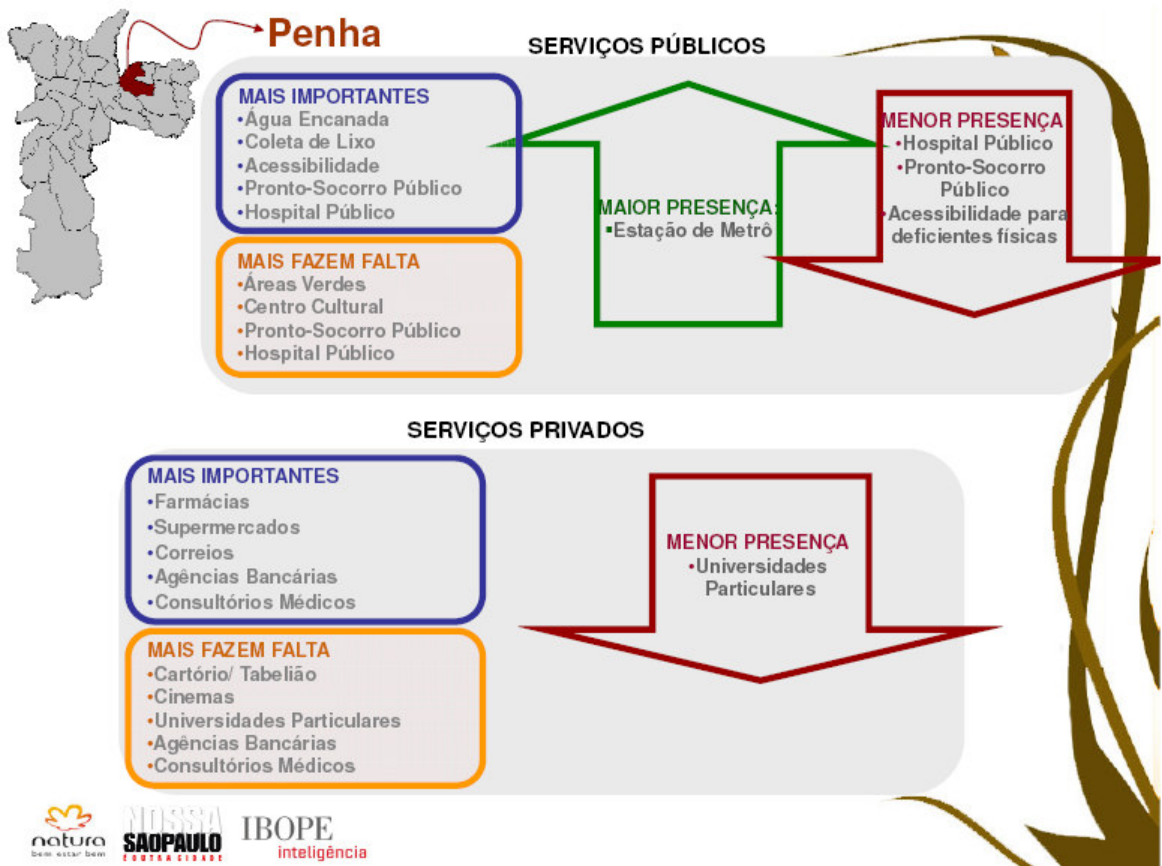 Penha
SERVIÇOS PÚBLICOS
MAIS IMPORTANTES
•Água Encanada
•Coleta de Lixo
•Acessibilidade
•Pronto-Socorro Público
•Hospital Público
MAIS FAZEM FALTA
•Áreas Verdes
•Centro Cultural
•Pronto-Socorro Público
•Hospital Público
MAIOR PRESENÇA:
▪Estação de Metrô
MENOR PRESENÇA
•Hospital Público
•Pronto-Socorro
Público
•Acessibilidade para
deficientes físicas
SERVIÇOS PRIVADOS
MAIS IMPORTANTES
•Farmácias
•Supermercados
•Correios
•Agências Bancárias
•Consultórios Médicos
MAIS FAZEM FALTA
•Cartório/ Tabelião
•Cinemas
•Universidades Particulares
•Agências Bancárias
•Consultórios Médicos
MENOR PRESENÇA
•Universidades
Particulares
natura
bem estar bem
NOSSA
SAOPAULO
OUTRA CIDADE
IBOPE
inteligência